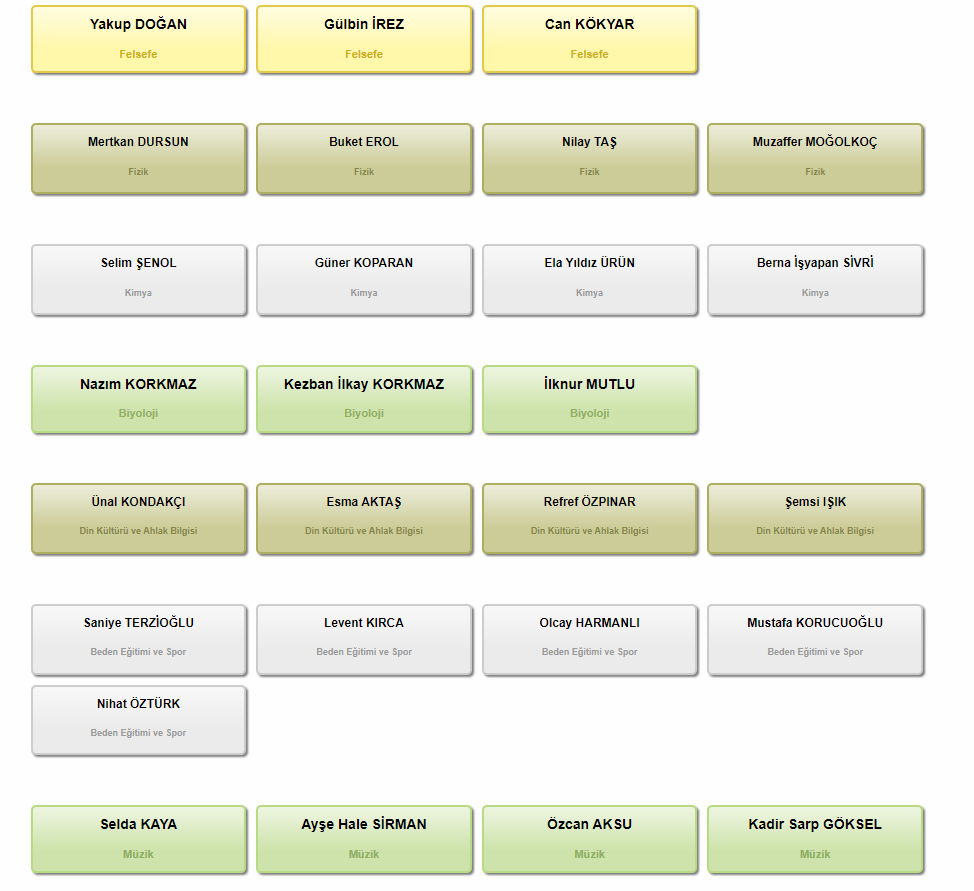 Yakup DOĞAN
Felsefe
Gülbin İREZ
Felsefe
Can KÖKYAR
Felsefe
Mertkan DURSUN
Fizik
Buket EROL
Fizik
Nilay TAŞ
Fizik
Muzaffer MOĞOLKOÇ
Fizik
Selim ŞENOL
Kimya
Güner KOPARAN
Kimya
Ela Yıldız ÜRÜN
Kimya
Berna İşyapan SİVRİ
Kimya
Nazım KORKMAZ
Biyoloji
Kezban İlkay KORKMAZ
Biyoloji
İlknur MUTLU
Biyoloji
Ünal KONDAKÇI
Din Kültürü ve Ahlak Bilgisi
Esma AKTAŞ
Din Kültürü ve Ahlak Bilgisi
Refref ÖZPINAR
Din Kültürü ve Ahlak Bilgisi
Şemsi IŞIK
Din Kültürü ve Ahlak Bilgisi
Saniye TERZİOĞLU
Beden Eğitimi ve Spor
Levent KIRCA
Beden Eğitimi ve Spor
Olcay HARMANLI
Beden Eğitimi ve Spor
Mustafa KORUCUOĞLU
Beden Eğitimi ve Spor
Nihat ÖZTÜRK
Beden Eğitimi ve Spor
Selda KAYA
Müzik
Ayşe Hale SİRMAN
Müzik
Özcan AKSU
Müzik
Kadir Sarp GÖKSEL
Müzik